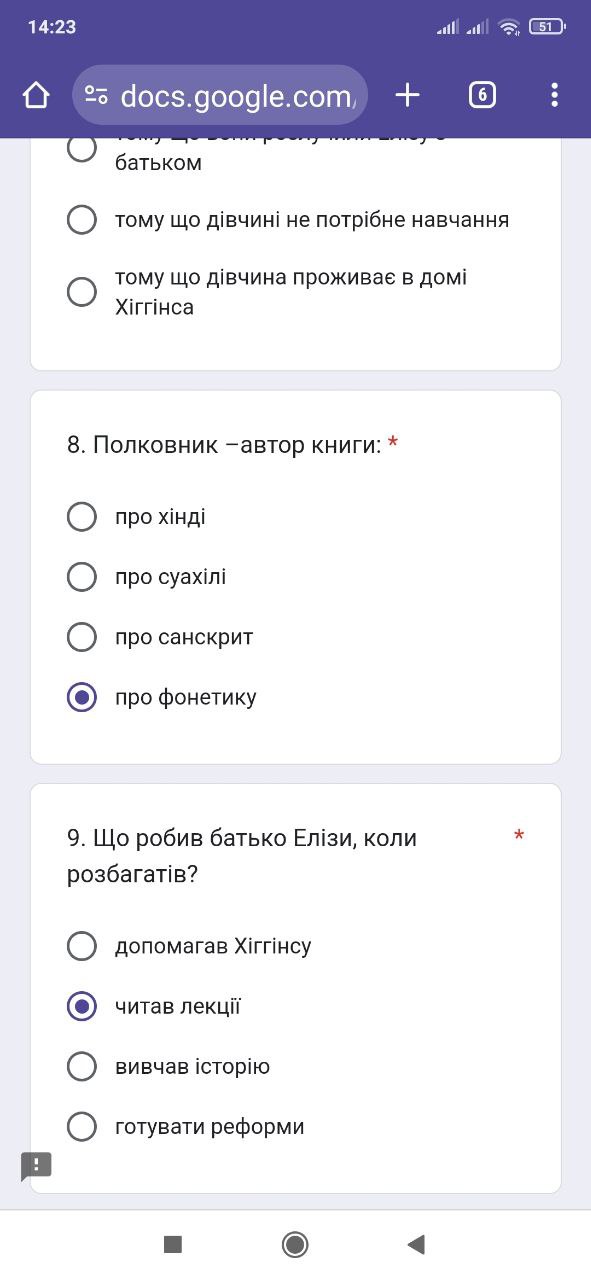 14:23
51
docs.google.com
6
батьком
тому що дівчині не потрібне навчання
тому що дівчина проживає в домі
Хіггінса
8. Полковник –автор книги: *
про хінді
про суахілі
про санскрит
про фонетику
9. Що робив батько Елізи, коли *
розбагатів?
допомагав Хіггінсу
читав лекції
вивчав історію
готувати реформи